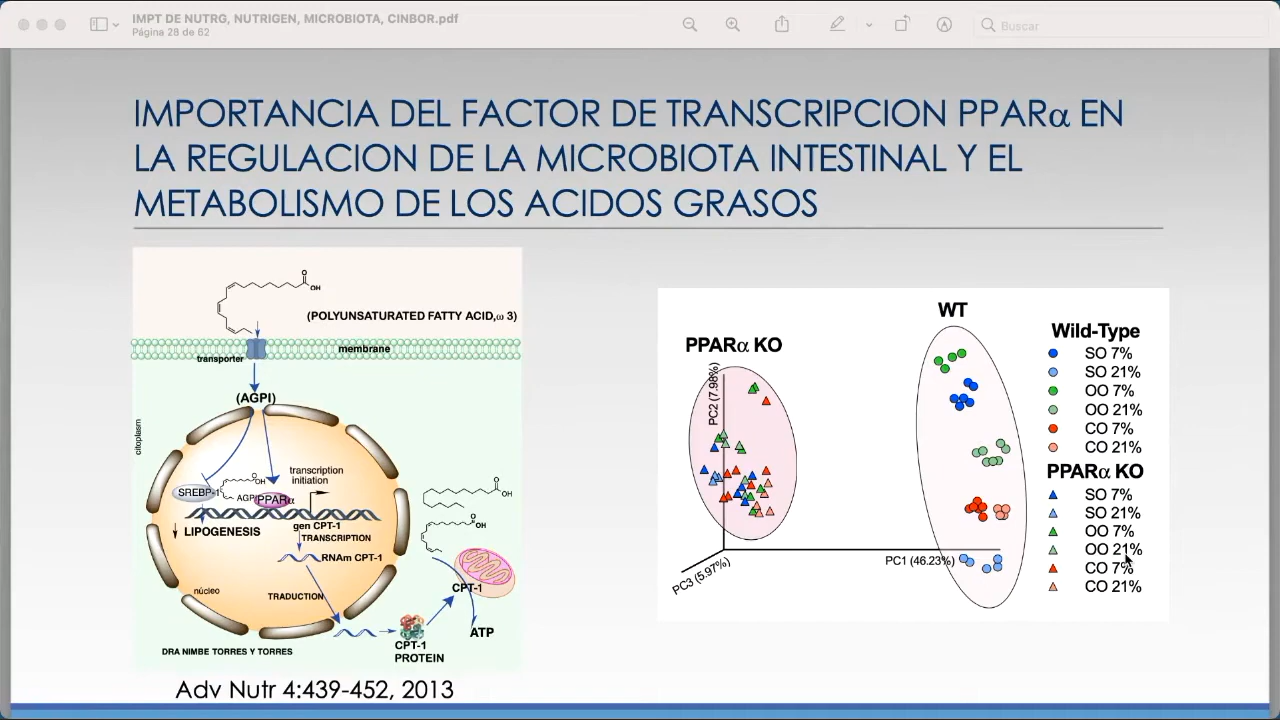 IMPT DE NUTRG, NUTRIGEN, MICROBIOTA, CINBOR.pdf
Página 28 de 62
Buscar
IMPORTANCIA DEL FACTOR DE TRANSCRIPCION PPARα EN
LA REGULACION DE LA MICROBIOTA INTESTINAL Y EL
METABOLISMO DE LOS ACIDOS GRASOS
O
OH
(POLYUNSATURATED FATTY ACID,ω 3)
membrane
transporter
(AGPI)
citoplasm
transcription
initiation
O
OH
SREBP-1
AGPI
PPARα
LIPOGENESIS
gen CPT-1
TRANSCRIPTION
RNAm CPT-1
núcleo
TRADUCTION
O
OH
O
OH
CPT-1
ATP
CPT-1
PROTEIN
DRA NIMBE TORRES Y TORRES
Adv Nutr 4:439-452, 2013
PPARα KO
WT
PC2 (7.98%)
PC1 (46.23%)
PC3 (5.97%)
Wild-Type
SO 7%
SO 21%
OO 7%
OO 21%
CO 7%
CO 21%
PPARα KO
SO 7%
SO 21%
OO 7%
OO 21%
CO 7%
CO 21%